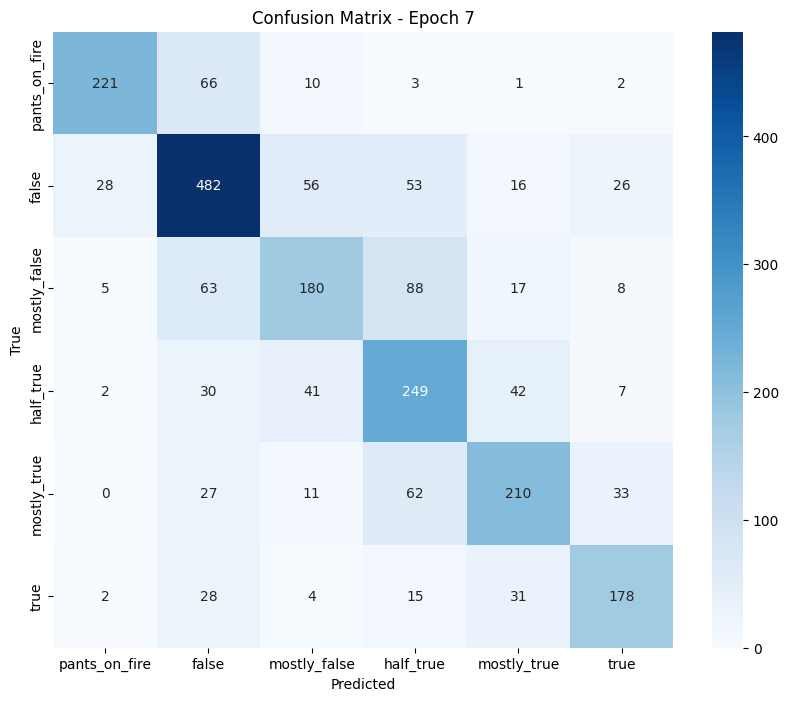 Confusion Matrix - Epoch 7
pants_on_fire 221 66 10 3 1 2
false 28 482 56 53 16 26
mostly_false 5 63 180 88 17 8
half_true 2 30 41 249 42 7
mostly_true 0 27 11 62 210 33
true 2 28 4 15 31 178
True
pants_on_fire false mostly_false half_true mostly_true true
Predicted
400
300
200
100
0